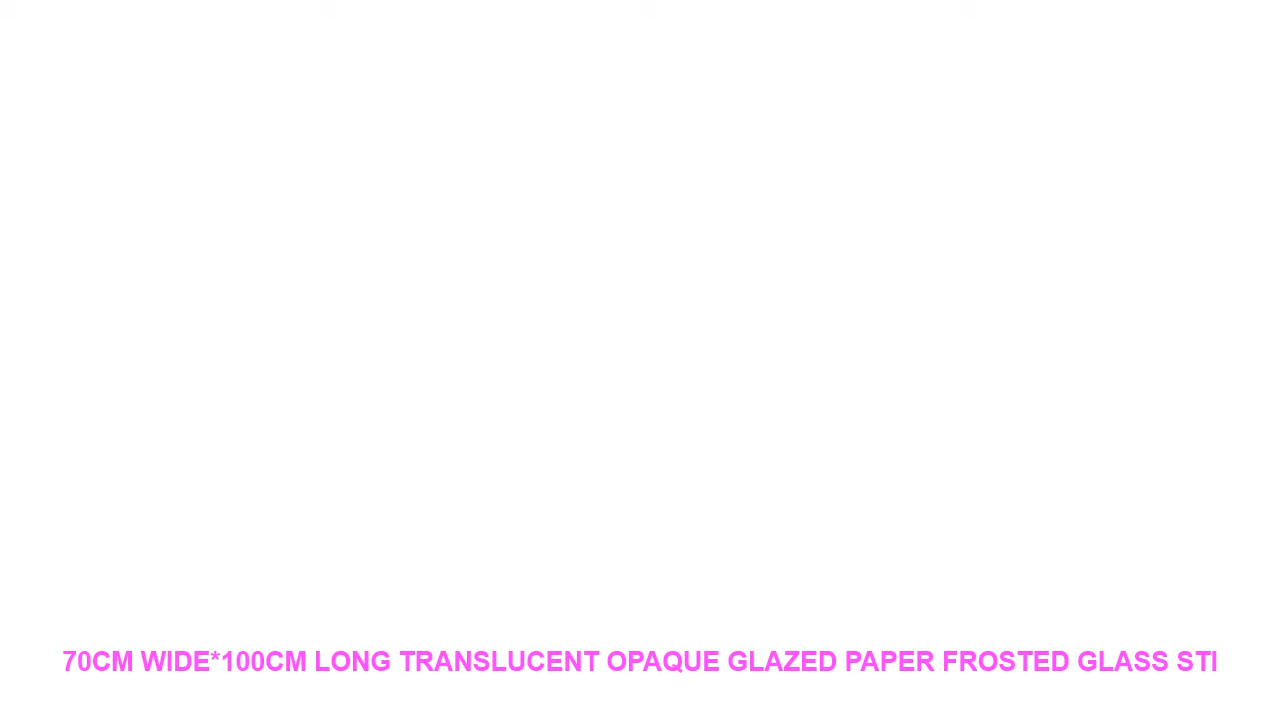 70CM WIDE*100CM LONG TRANSLUCENT OPAQUE GLAZED PAPER FROSTED GLASS STI